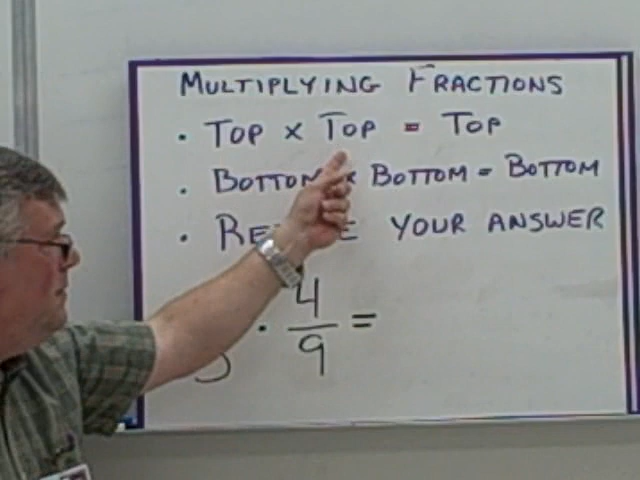 MULTIPLYING FRACTIONS
• TOP × TOP = TOP
• BOTTOM × BOTTOM = BOTTOM
• YOUR ANSWER
· 4/9 =